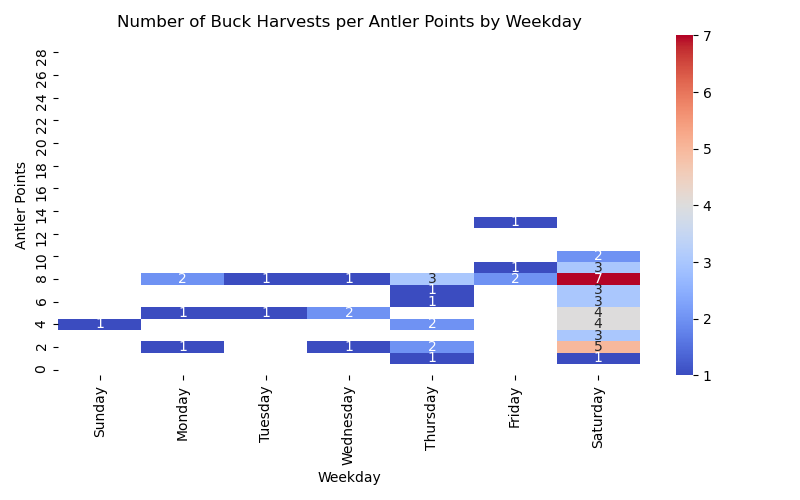 Number of Buck Harvests per Antler Points by Weekday
Antler Points
28
26
24
22
20
18
16
14
12
10
8
6
4
2
0
1
2
1 3
2 1 1 3 2 7
1 3
1 3
1 1 2 4
1 2 4
3
1 1 2 5
1 1
Sunday
Monday
Tuesday
Wednesday
Thursday
Friday
Saturday
Weekday
7
6
5
4
3
2
1